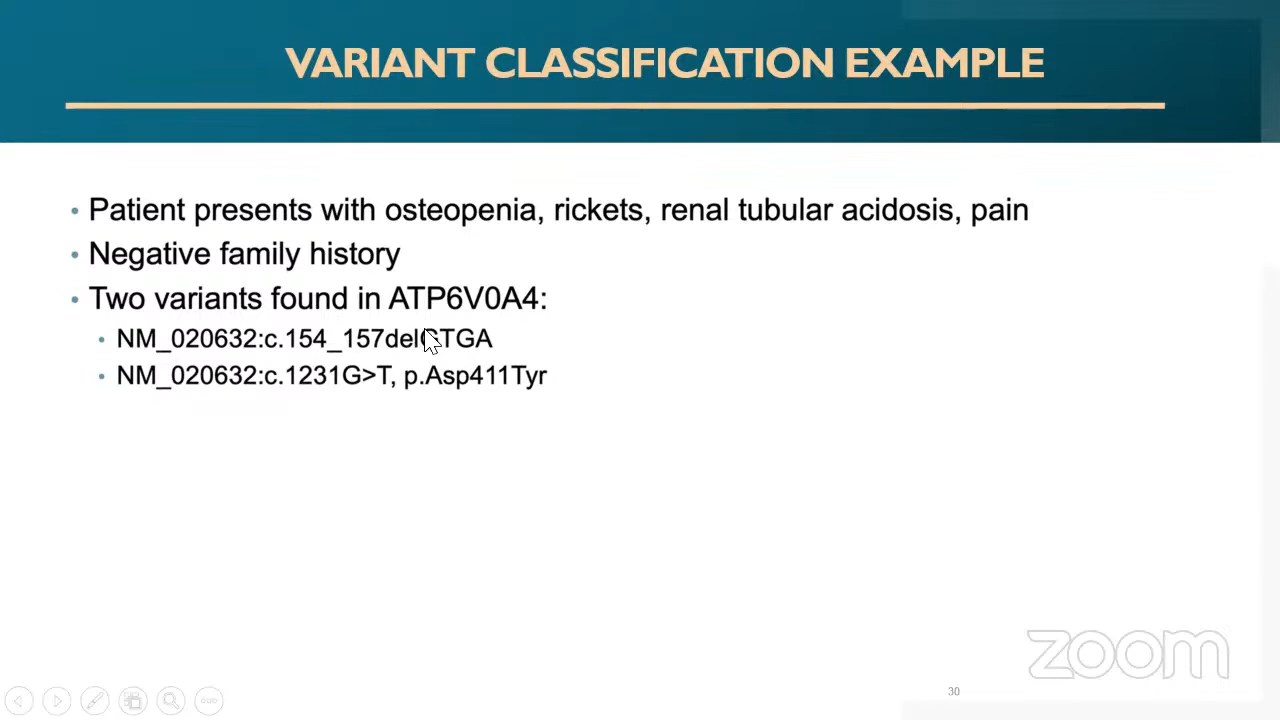 VARIANT CLASSIFICATION EXAMPLE
• Patient presents with osteopenia, rickets, renal tubular acidosis, pain
• Negative family history
• Two variants found in ATP6V0A4:
• NM_020632:c.154_157delGTGA
• NM_020632:c.1231G>T, p.Asp411Tyr
zoom
30